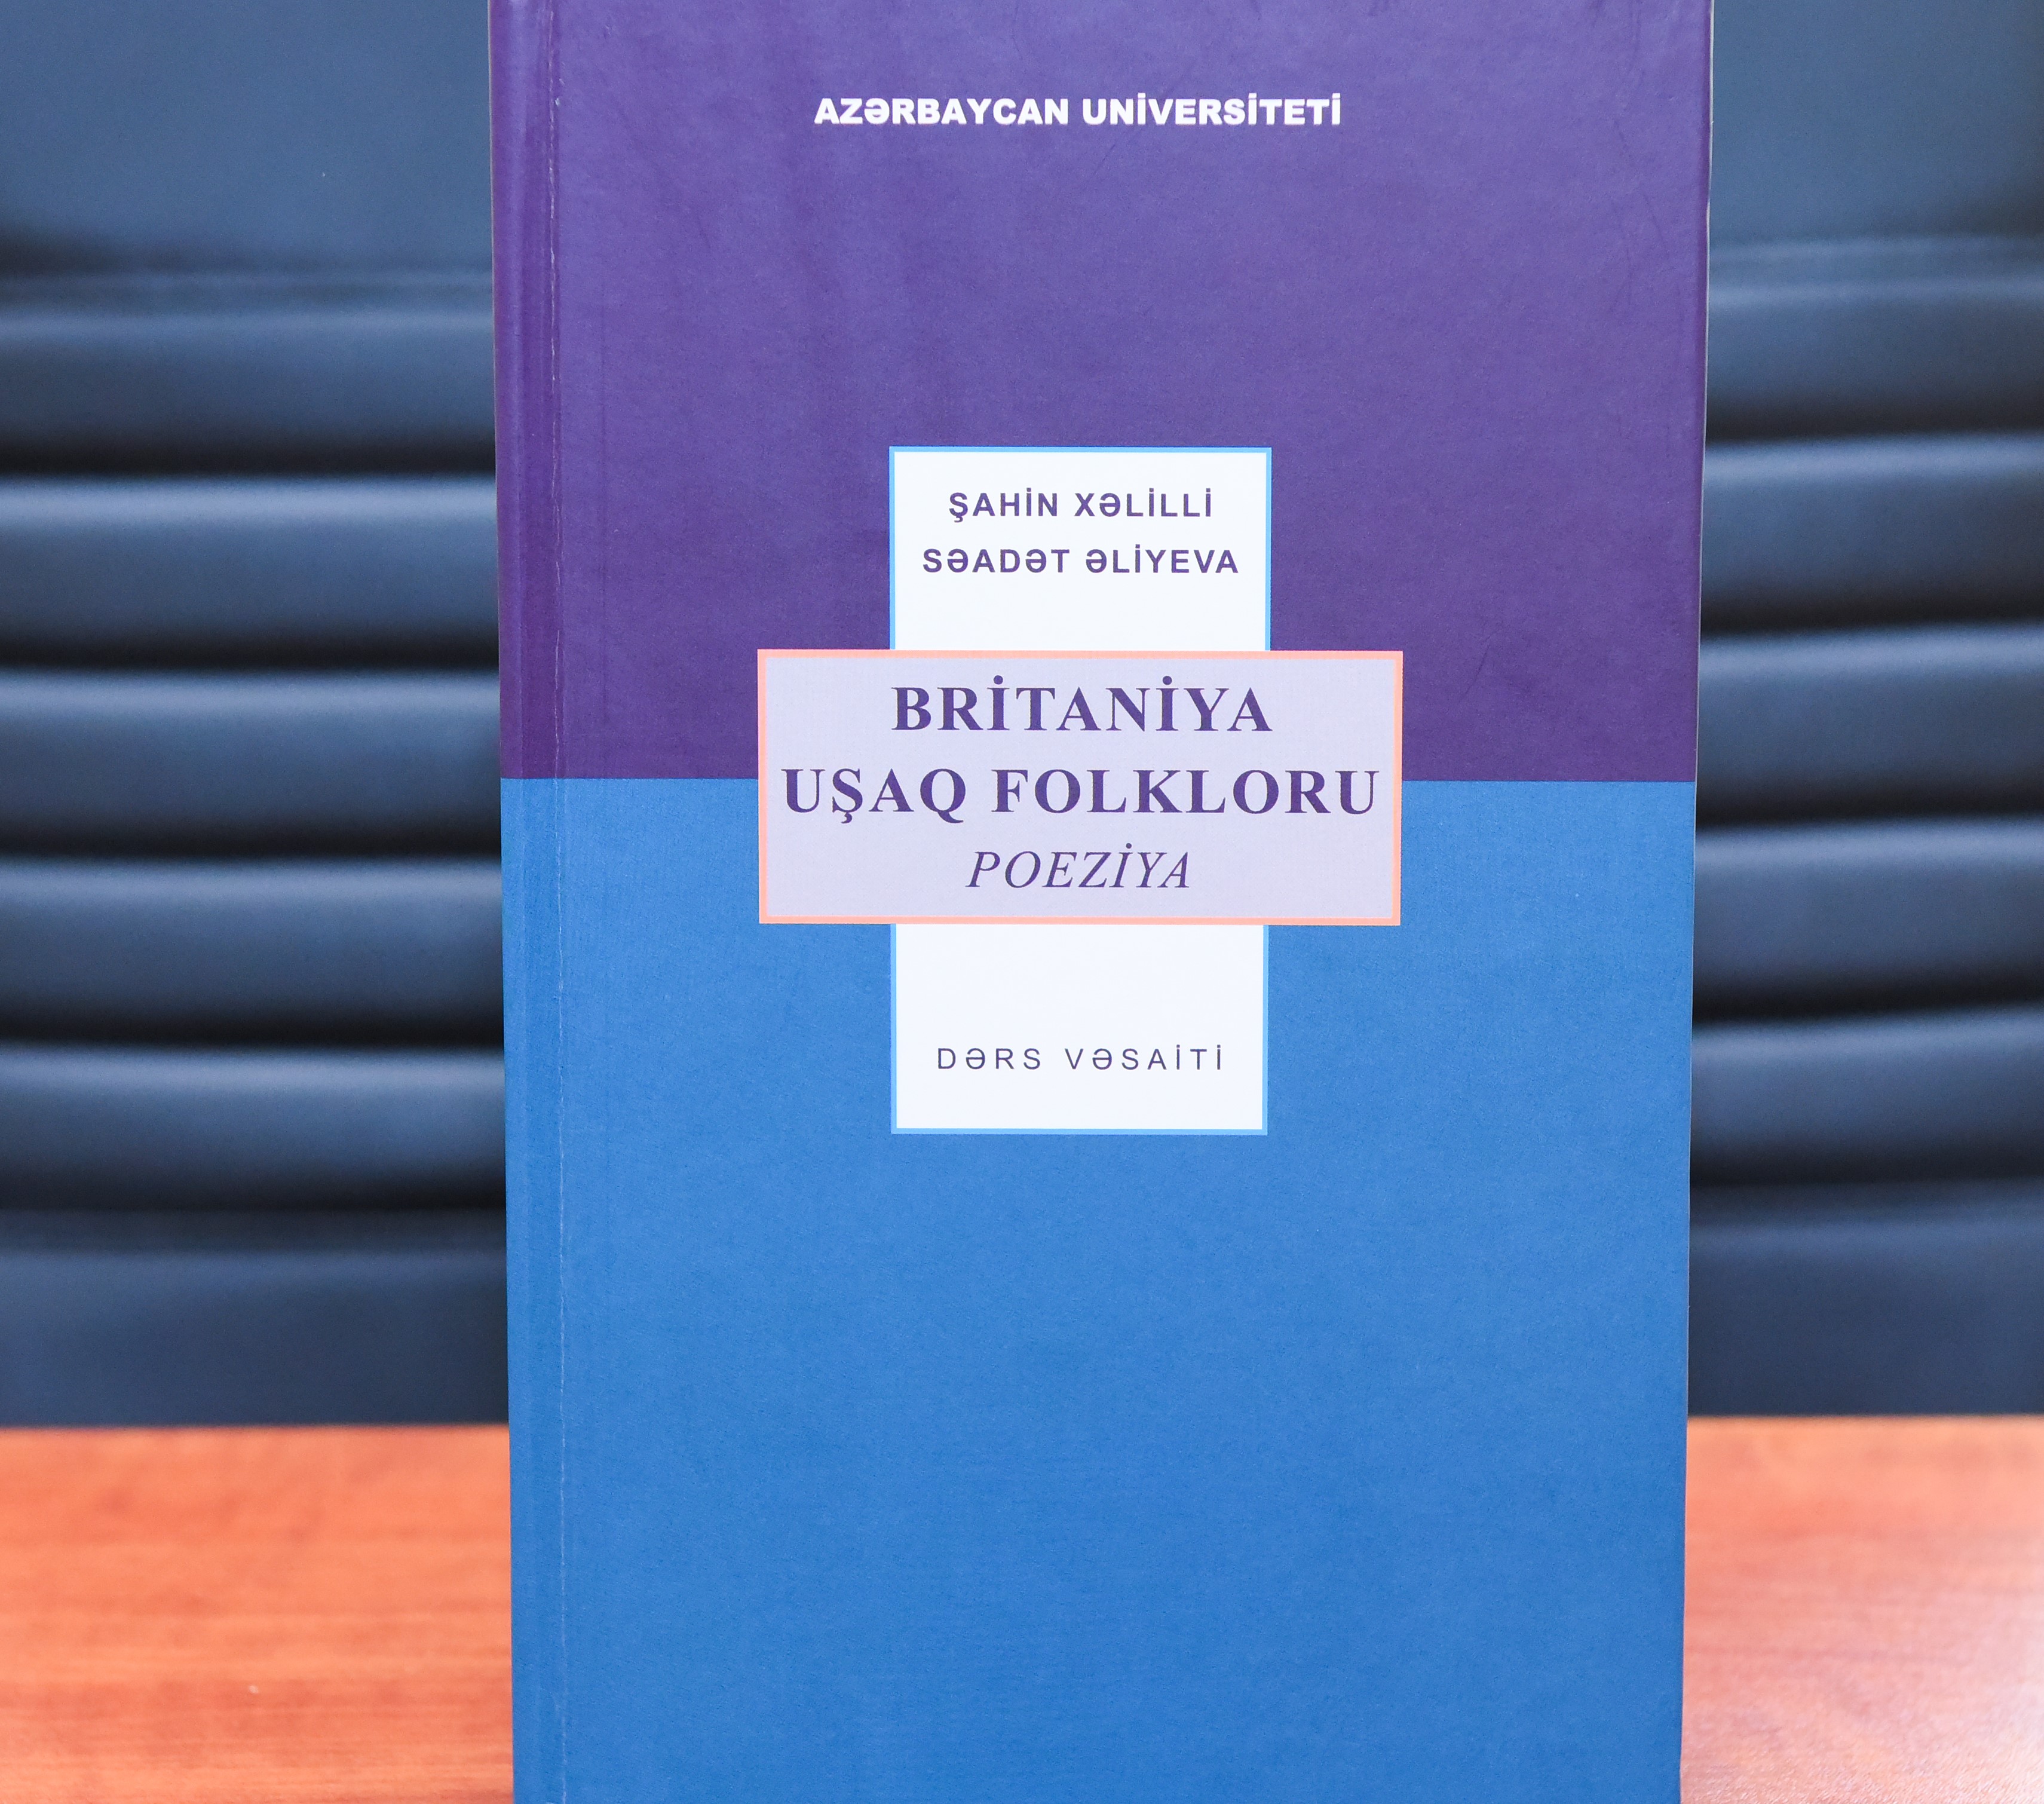 AZƏRBAYCAN UNİVERSİTETİ
ŞAHİN XƏLİLLİ
SƏADƏT ƏLİYEVA
BRİTANİYA
UŞAQ FOLKLORU
POEZİYA
DƏRS VƏSAİTİ